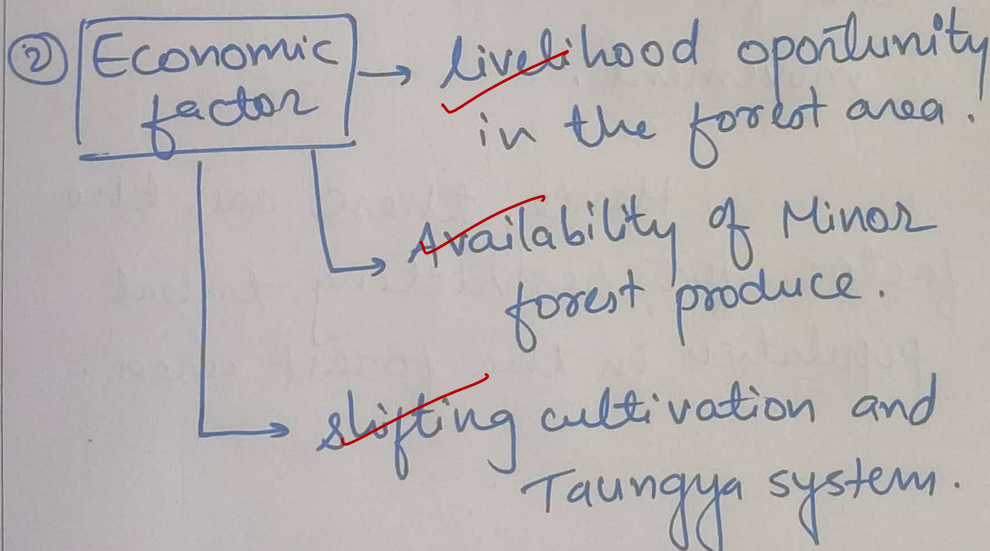 ② Economic factor → livelihood oportunity
in the forest area.
→ Availability of Minor
forest produce.
→ shifting cultivation and
Taungya system.